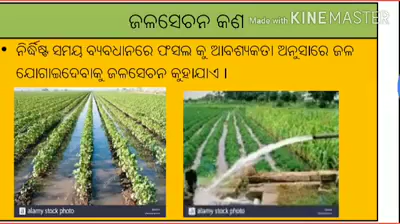 ଜଳସେଚନ କଣ
Made with KINEMASTER
• ନିର୍ଦ୍ଧିଷ୍ଟ ସମୟ ବ୍ୟବଧାନରେ ଫସଲ କୁ ଆବଶ୍ୟକତା ଅନୁସାରେ ଜଳ
ଯୋଗାଇଦେବାକୁ ଜଳସେଚନ କୁହାଯାଏ ।
alamy stock photo
alamy stock photo